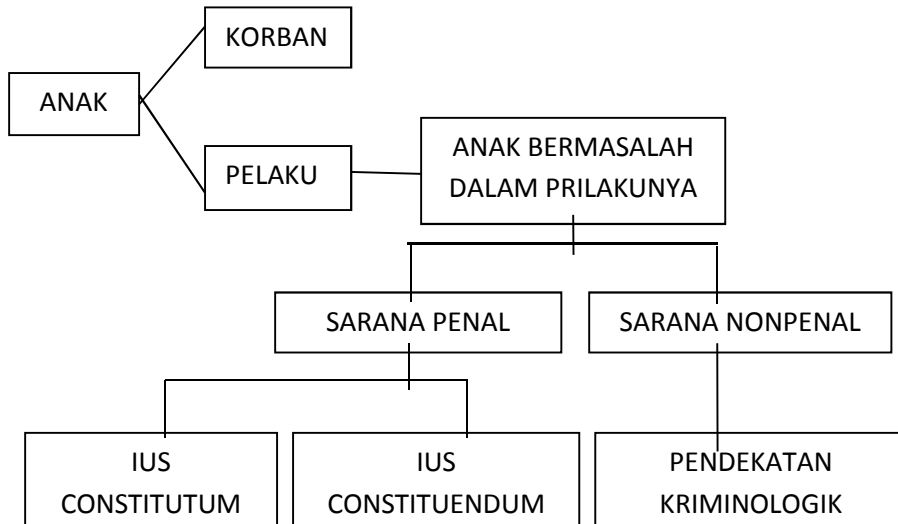 KORBAN
ANAK
PELAKU
ANAK BERMASALAH
DALAM PRILAKUNYA
SARANA PENAL
SARANA NONPENAL
IUS
CONSTITUTUM
IUS
CONSTITUENDUM
PENDEKATAN
KRIMINOLOGIK